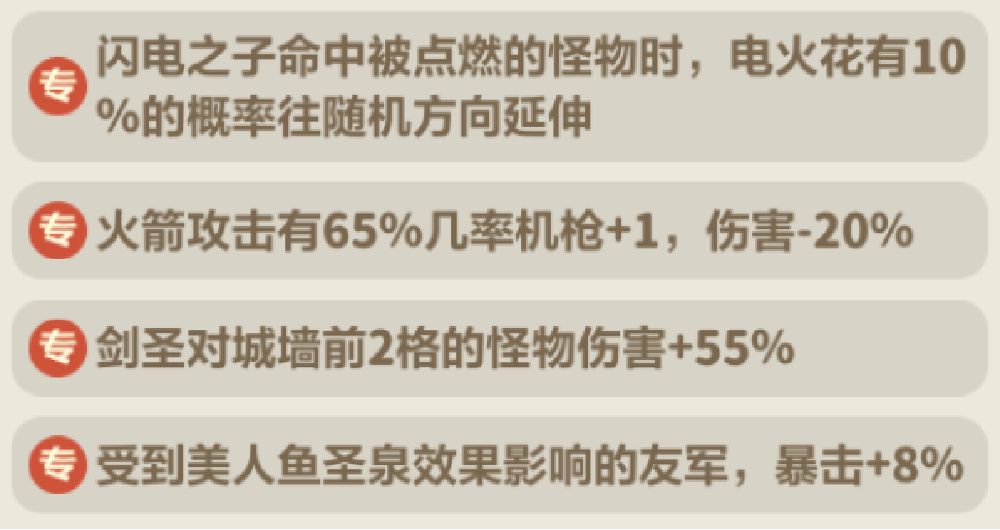 专 闪电之子命中被点燃的怪物时，电火花有10
%的概率往随机方向延伸
专 火箭攻击有65%几率机枪+1，伤害-20%
专 剑圣对城墙前2格的怪物伤害+55%
专 受到美人鱼圣泉效果影响的友军，暴击+8%